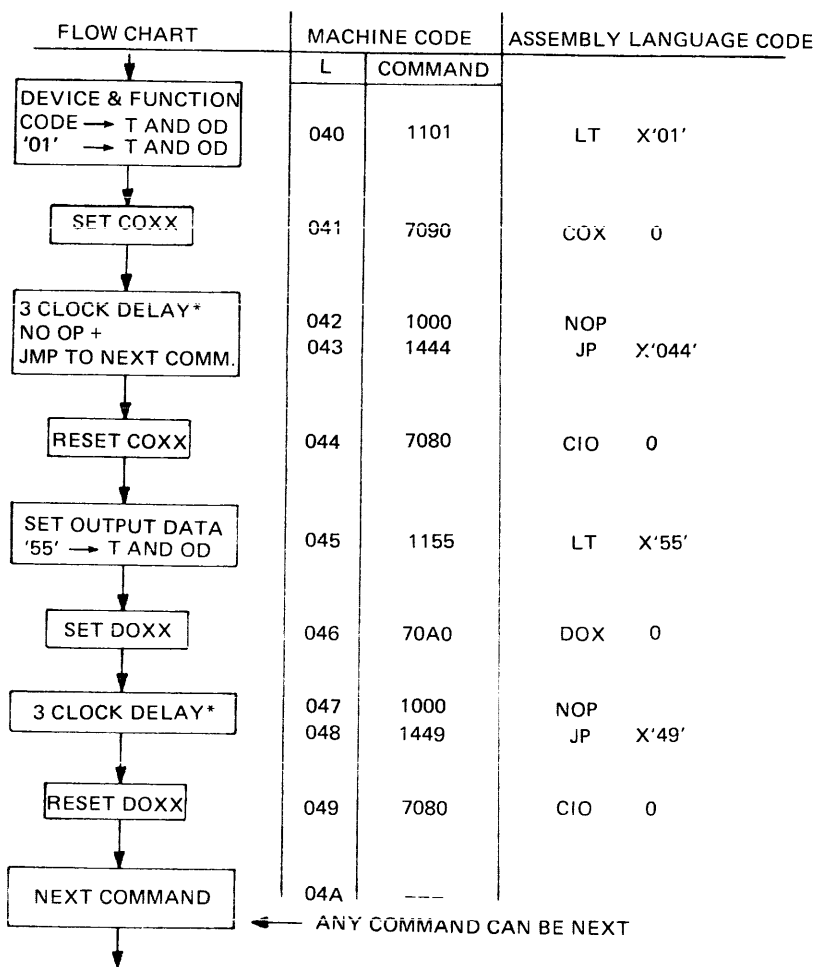 FLOW CHART MACHINE CODE ASSEMBLY LANGUAGE CODE
L COMMAND
DEVICE & FUNCTION
CODE → T AND OD
'01' → T AND OD
040 1101 LT X'01'
SET COXX
041 7090 COX 0
3 CLOCK DELAY*
NO OP +
JMP TO NEXT COMM.
042 1000 NOP
043 1444 JP X'044'
RESET COXX
044 7080 CIO 0
SET OUTPUT DATA
'55' → T AND OD
045 1155 LT X'55'
SET DOXX
046 70A0 DOX 0
3 CLOCK DELAY*
047 1000 NOP
048 1449 JP X'49'
RESET DOXX
049 7080 CIO 0
NEXT COMMAND
04A ___
← ANY COMMAND CAN BE NEXT